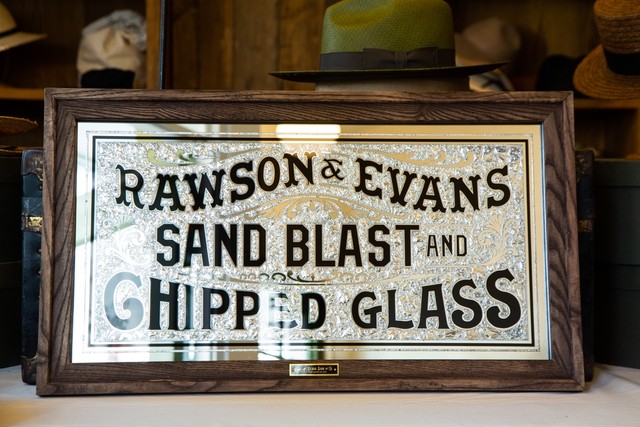 RAWSON & EVANS
SAND BLAST AND
CHIPPED GLASS